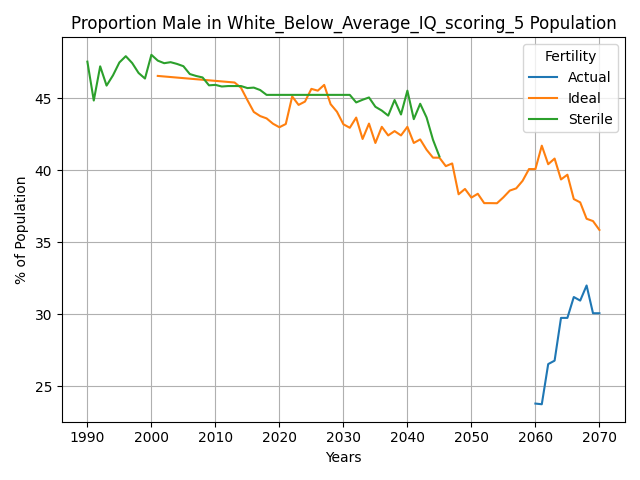 Proportion Male in White_Below_Average_IQ_scoring_5 Population
Fertility
Actual
Ideal
Sterile
% of Population
45
40
35
30
25
1990 2000 2010 2020 2030 2040 2050 2060 2070
Years